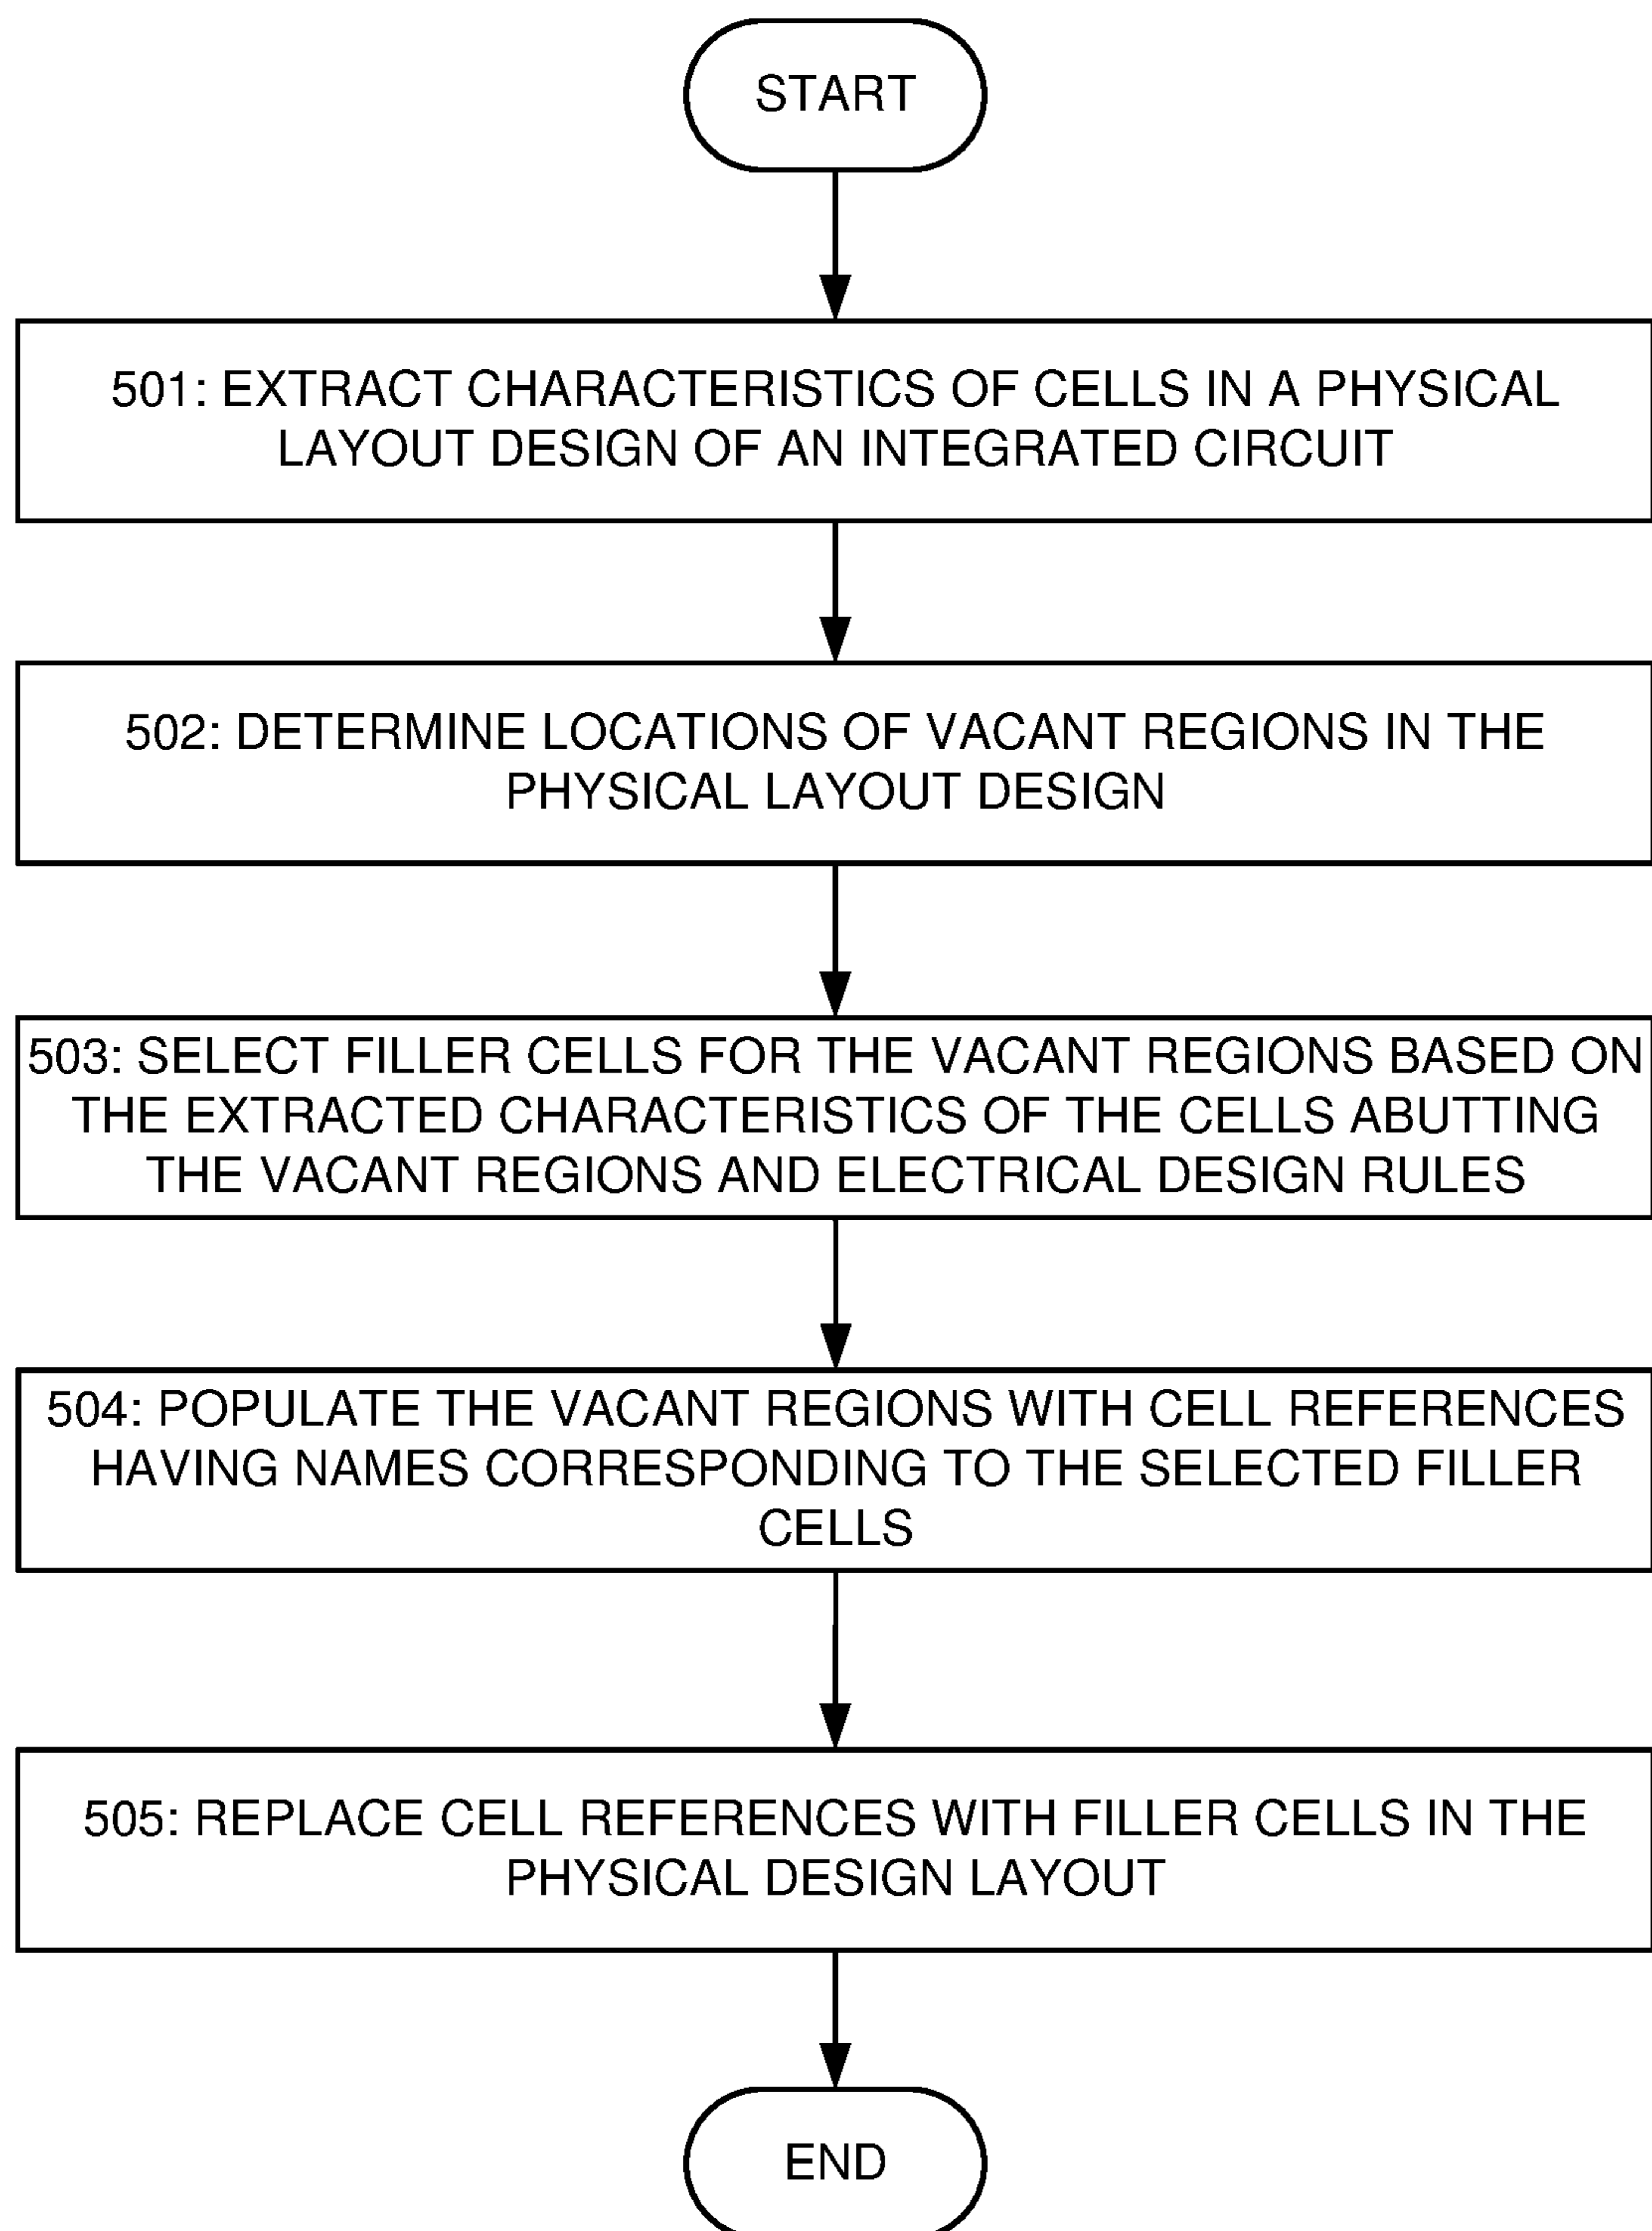 START
501: EXTRACT CHARACTERISTICS OF CELLS IN A PHYSICAL
LAYOUT DESIGN OF AN INTEGRATED CIRCUIT
502: DETERMINE LOCATIONS OF VACANT REGIONS IN THE
PHYSICAL LAYOUT DESIGN
503: SELECT FILLER CELLS FOR THE VACANT REGIONS BASED ON
THE EXTRACTED CHARACTERISTICS OF THE CELLS ABUTTING
THE VACANT REGIONS AND ELECTRICAL DESIGN RULES
504: POPULATE THE VACANT REGIONS WITH CELL REFERENCES
HAVING NAMES CORRESPONDING TO THE SELECTED FILLER
CELLS
505: REPLACE CELL REFERENCES WITH FILLER CELLS IN THE
PHYSICAL DESIGN LAYOUT
END